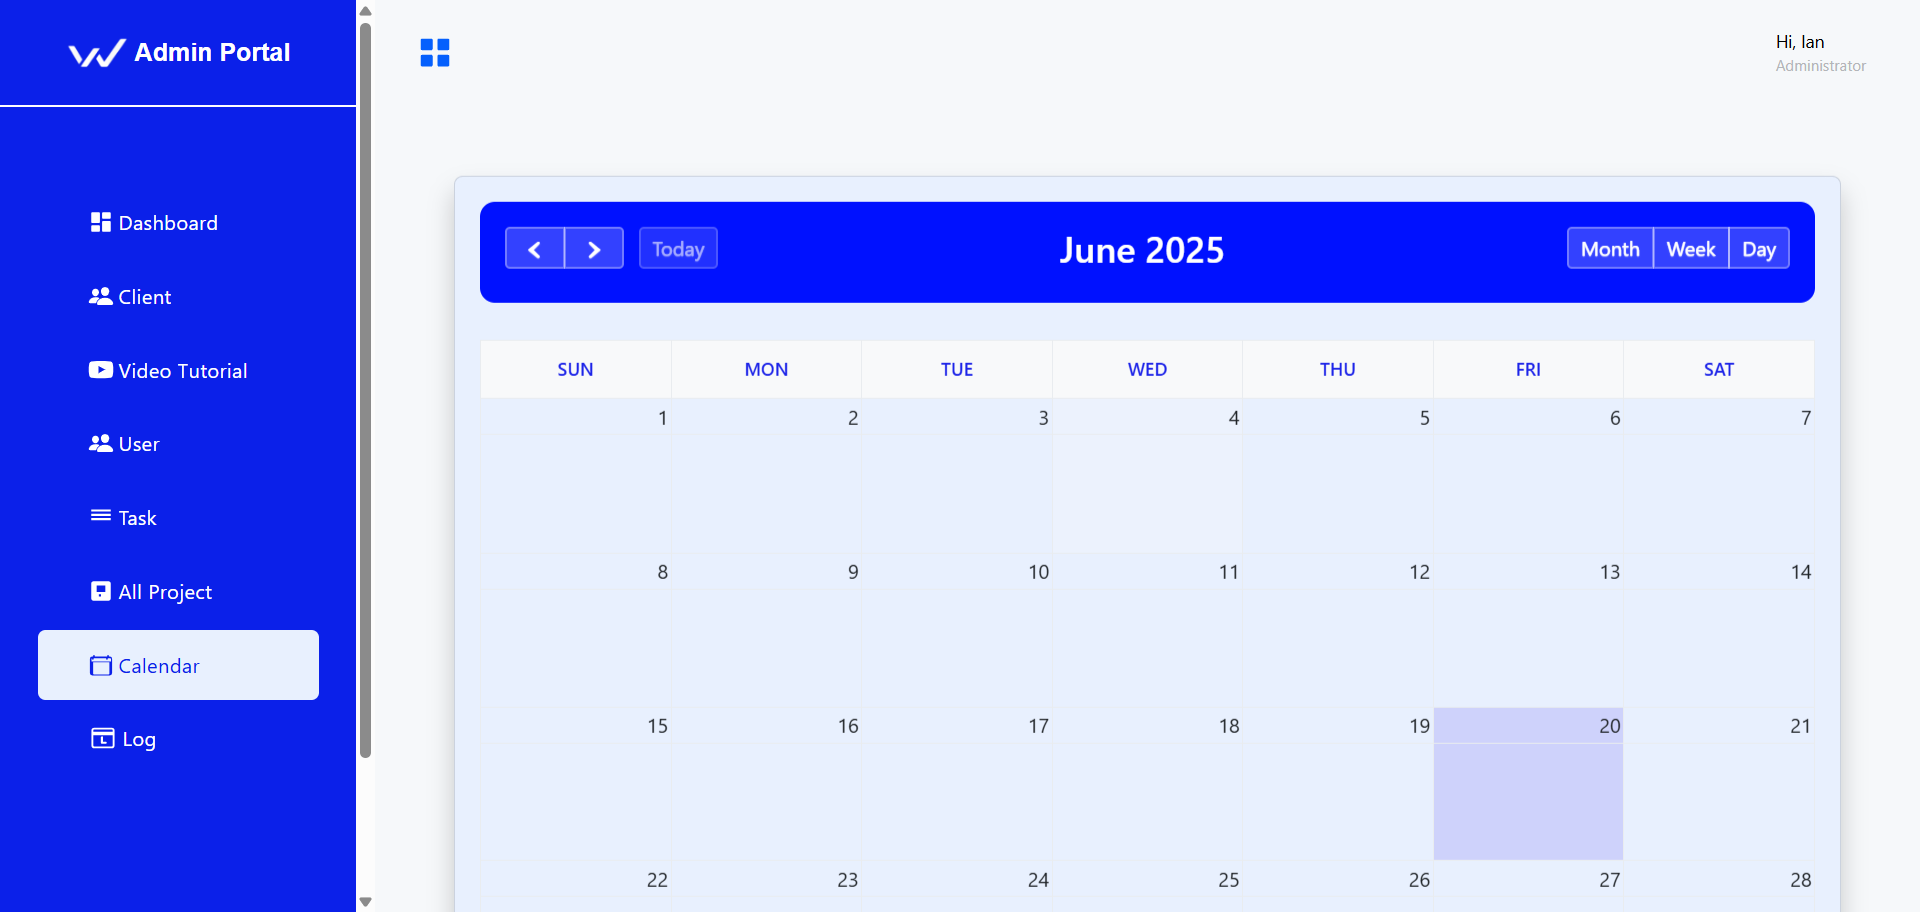 Admin Portal
Hi, Ian
Administrator
Dashboard
Client
Video Tutorial
User
Task
All Project
Calendar
Log
Today
June 2025
Month Week Day
SUN MON TUE WED THU FRI SAT
1 2 3 4 5 6 7
8 9 10 11 12 13 14
15 16 17 18 19 20 21
22 23 24 25 26 27 28